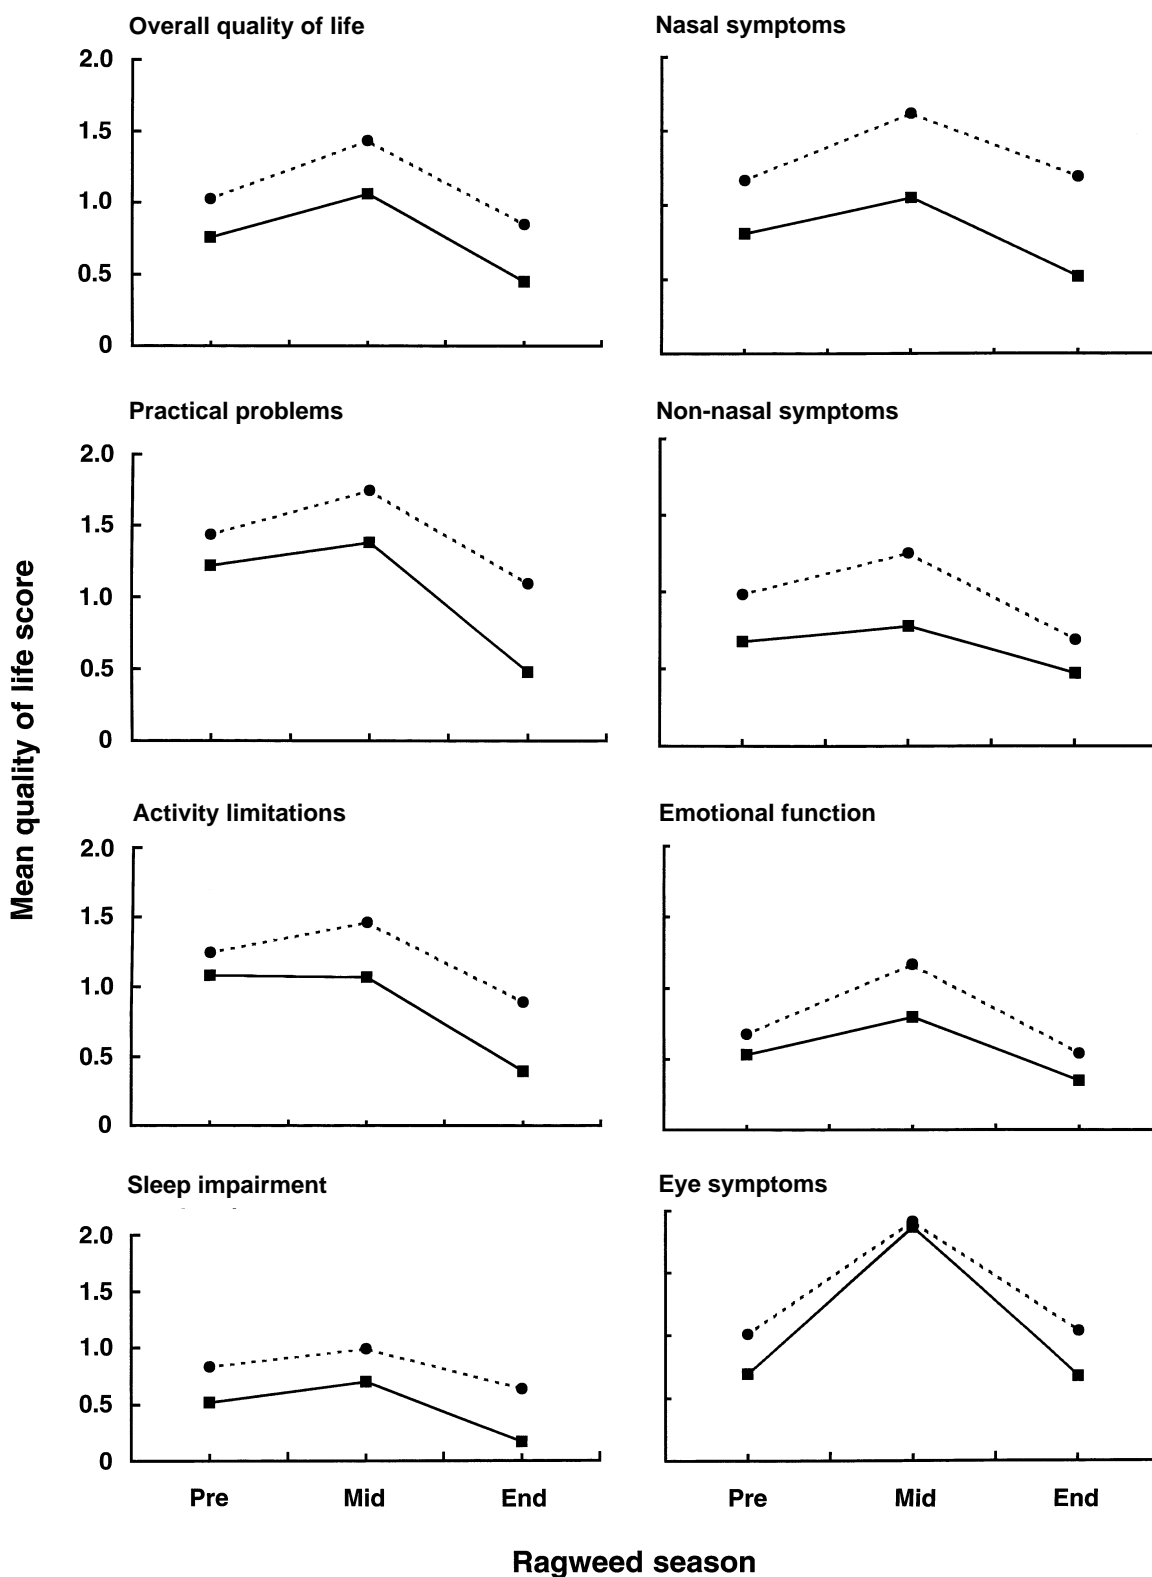 Overall quality of life
2.0
1.5
1.0
0.5
0
Nasal symptoms
Practical problems
2.0
1.5
1.0
0.5
0
Non-nasal symptoms
Activity limitations
2.0
1.5
1.0
0.5
0
Emotional function
Sleep impairment
2.0
1.5
1.0
0.5
0
Eye symptoms
Mean quality of life score
Pre Mid End
Pre Mid End
Ragweed season